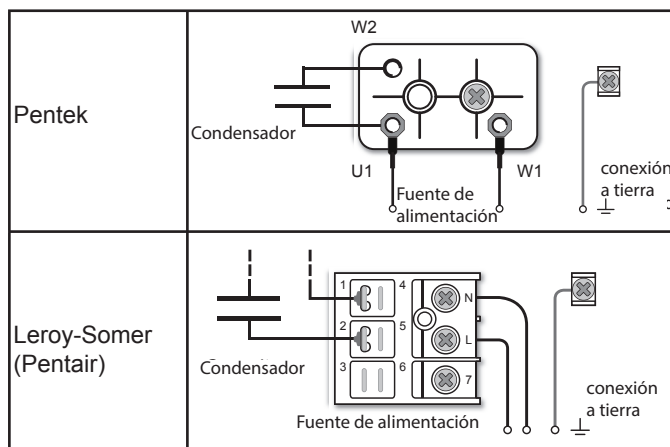 Pentek
W2
Condensador
U1
W1
Fuente de
alimentación
conexión
a tierra
Leroy-Somer
(Pentair)
1
4
N
2
5
L
3
6
7
Condensador
Fuente de alimentación
conexión
a tierra